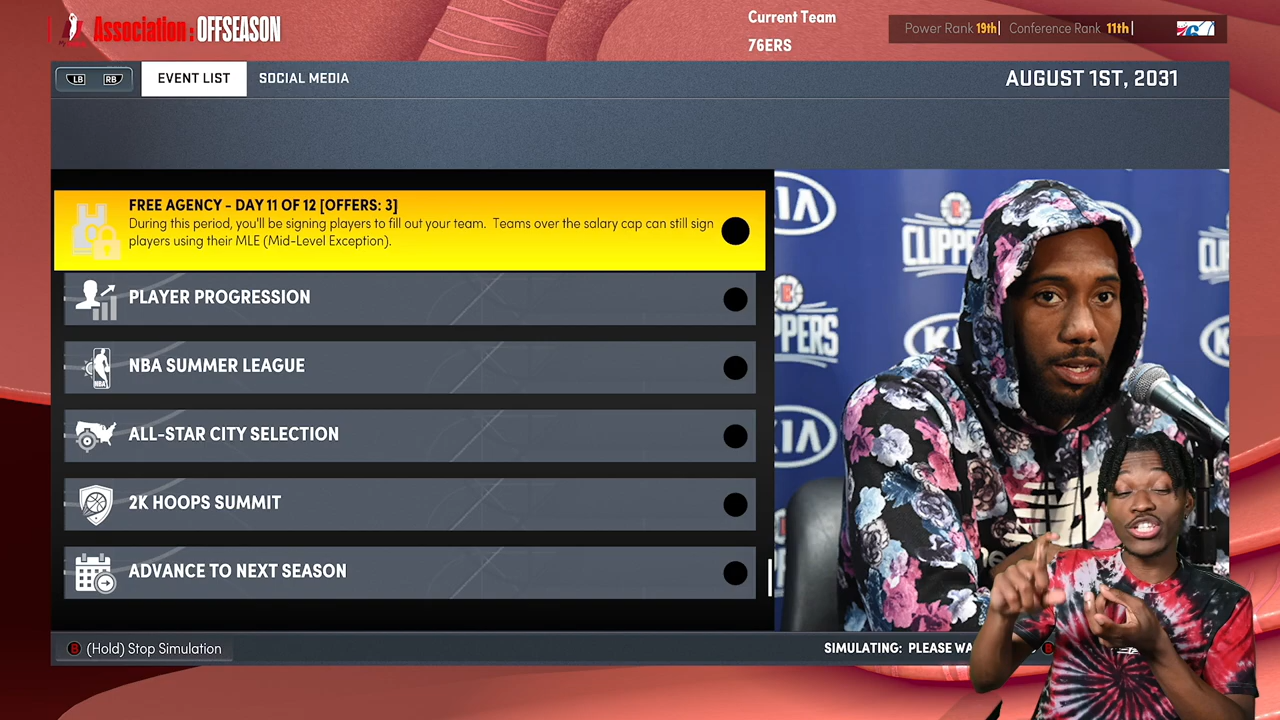 Association: OFFSEASON
Current Team
76ERS
Power Rank 19th| Conference Rank 11th|
LB RB EVENT LIST SOCIAL MEDIA
AUGUST 1ST, 2031
FREE AGENCY - DAY 11 OF 12 [OFFERS: 3]
During this period, you'll be signing players to fill out your team. Teams over the salary cap can still sign
players using their MLE (Mid-Level Exception).
PLAYER PROGRESSION
NBA SUMMER LEAGUE
ALL-STAR CITY SELECTION
2K HOOPS SUMMIT
ADVANCE TO NEXT SEASON
KIA
CLIPPERS
B (Hold) Stop Simulation
SIMULATING: PLEASE WA